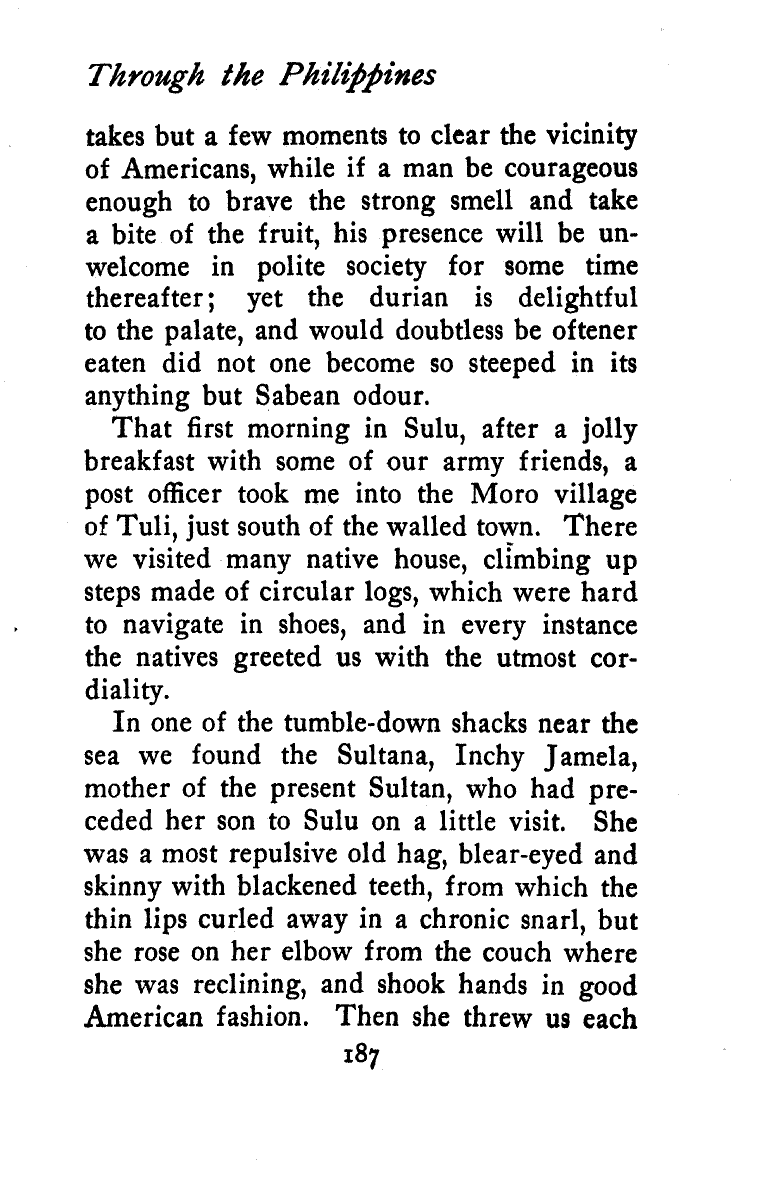 Through the Philippines
takes but a few moments to clear the vicinity
of Americans, while if a man be courageous
enough to brave the strong smell and take
a bite of the fruit, his presence will be un-
welcome in polite society for some time
thereafter; yet the durian is delightful
to the palate, and would doubtless be oftener
eaten did not one become so steeped in its
anything but Sabean odour.
That first morning in Sulu, after a jolly
breakfast with some of our army friends, a
post officer took me into the Moro village
of Tuli, just south of the walled town. There
we visited many native house, climbing up
steps made of circular logs, which were hard
to navigate in shoes, and in every instance
the natives greeted us with the utmost cor-
diality.
In one of the tumble-down shacks near the
sea we found the Sultana, Inchy Jamela,
mother of the present Sultan, who had pre-
ceded her son to Sulu on a little visit. She
was a most repulsive old hag, blear-eyed and
skinny with blackened teeth, from which the
thin lips curled away in a chronic snarl, but
she rose on her elbow from the couch where
she was reclining, and shook hands in good
American fashion. Then she threw us each
187